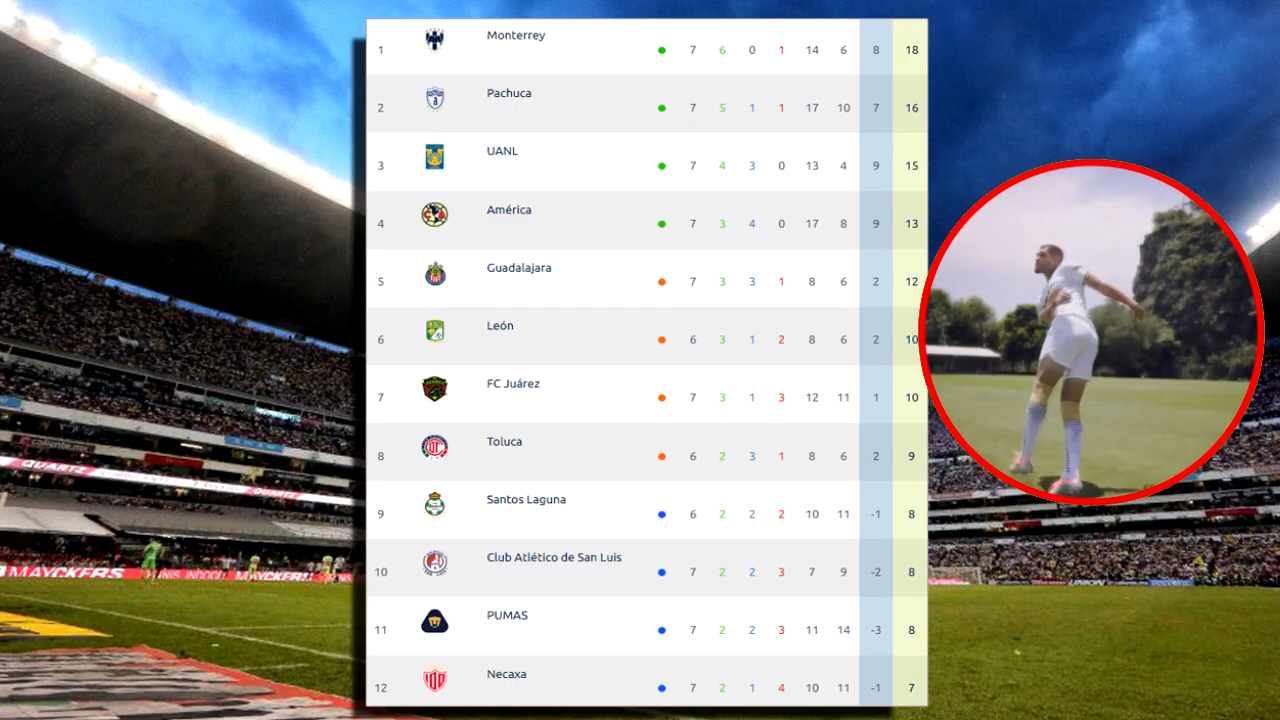 1 Monterrey 7 6 0 1 14 6 8 18
2 Pachuca 7 5 1 1 17 10 7 16
3 UANL 7 4 3 0 13 4 9 15
4 América 7 3 4 0 17 8 9 13
5 Guadalajara 7 3 3 1 8 6 2 12
6 León 6 3 1 2 8 6 2 10
7 FC Juárez 7 3 1 3 12 11 1 10
8 Toluca 6 2 3 1 8 6 2 9
9 Santos Laguna 6 2 2 2 10 11 -1 8
10 Club Atlético de San Luis 7 2 2 3 7 9 -2 8
11 PUMAS 7 2 2 3 11 14 -3 8
12 Necaxa 7 2 1 4 10 11 -1 7
QUARTZ
MAYCKERS